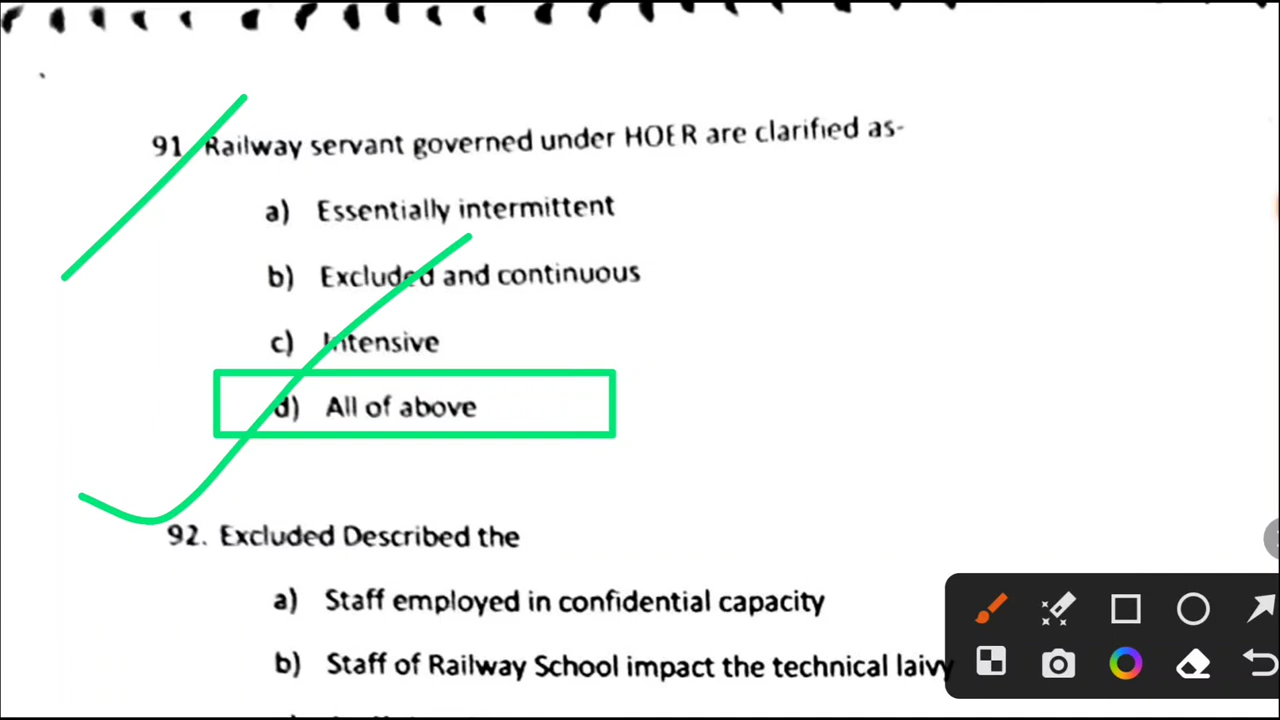 91. Railway servant governed under HOER are clarified as-
a) Essentially intermittent
b) Excluded and continuous
c) Intensive
d) All of above
92. Excluded Described the
a) Staff employed in confidential capacity
b) Staff of Railway School impact the technical laivy